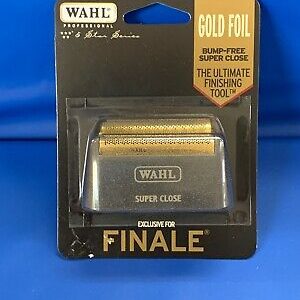 WAHL®
PROFESSIONAL
5 Star Series
GOLD FOIL
BUMP-FREE
SUPER CLOSE
THE ULTIMATE
FINISHING
TOOL™
WAHL
WAHL
SUPER CLOSE
EXCLUSIVE FOR
FINALE®